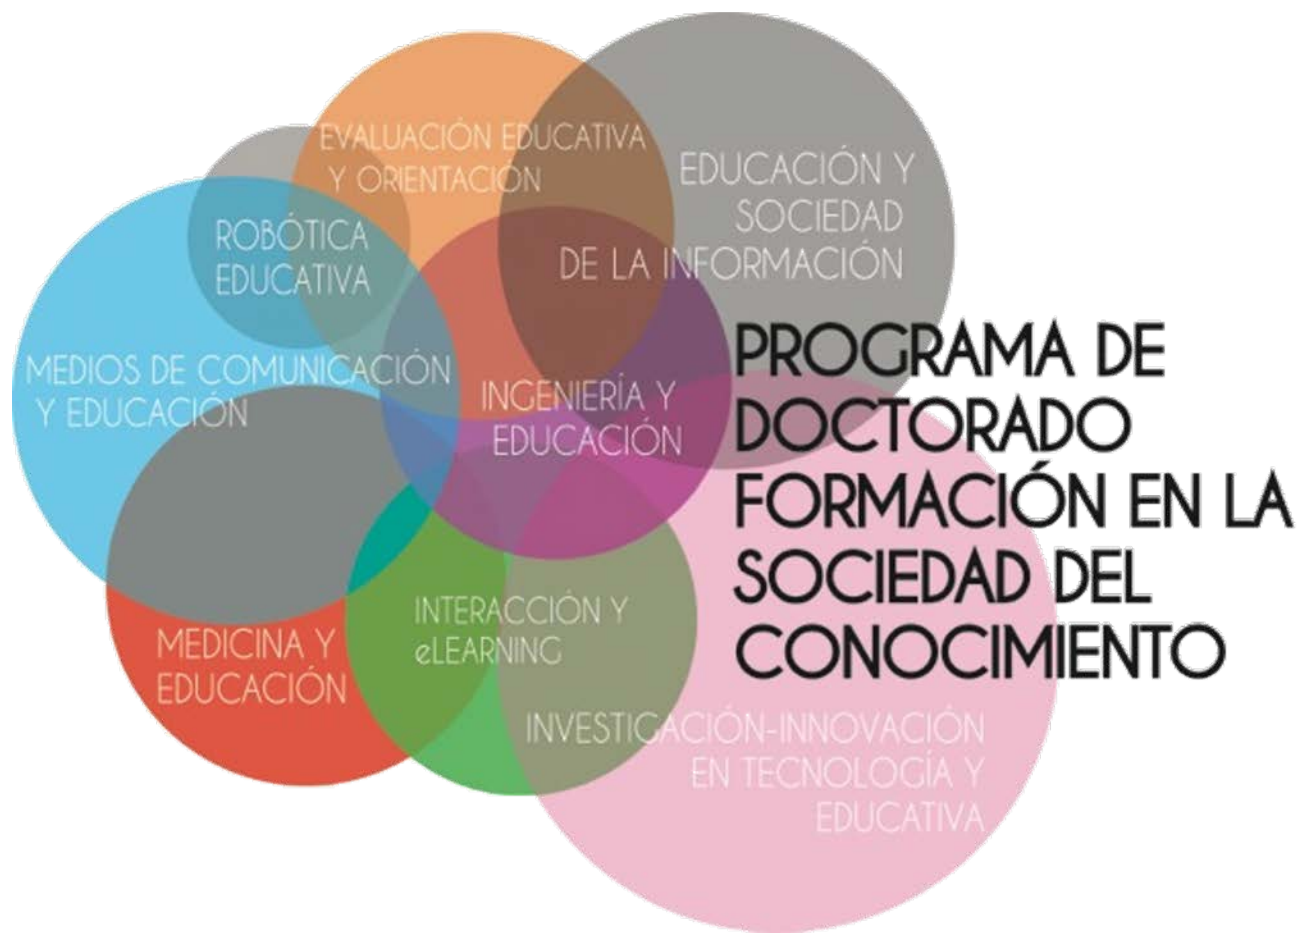 EVALUACIÓN EDUCATIVA
Y ORIENTACIÓN
EDUCACIÓN Y
SOCIEDAD
DE LA INFORMACIÓN
ROBÓTICA
EDUCATIVA
MEDIOS DE COMUNICACIÓN
Y EDUCACIÓN
INGENIERÍA Y
EDUCACIÓN
PROGRAMA DE
DOCTORADO
FORMACIÓN EN LA
SOCIEDAD DEL
CONOCIMIENTO
MEDICINA Y
EDUCACIÓN
INTERACCIÓN Y
eLEARNING
INVESTIGACIÓN-INNOVACIÓN
EN TECNOLOGÍA Y
EDUCATIVA